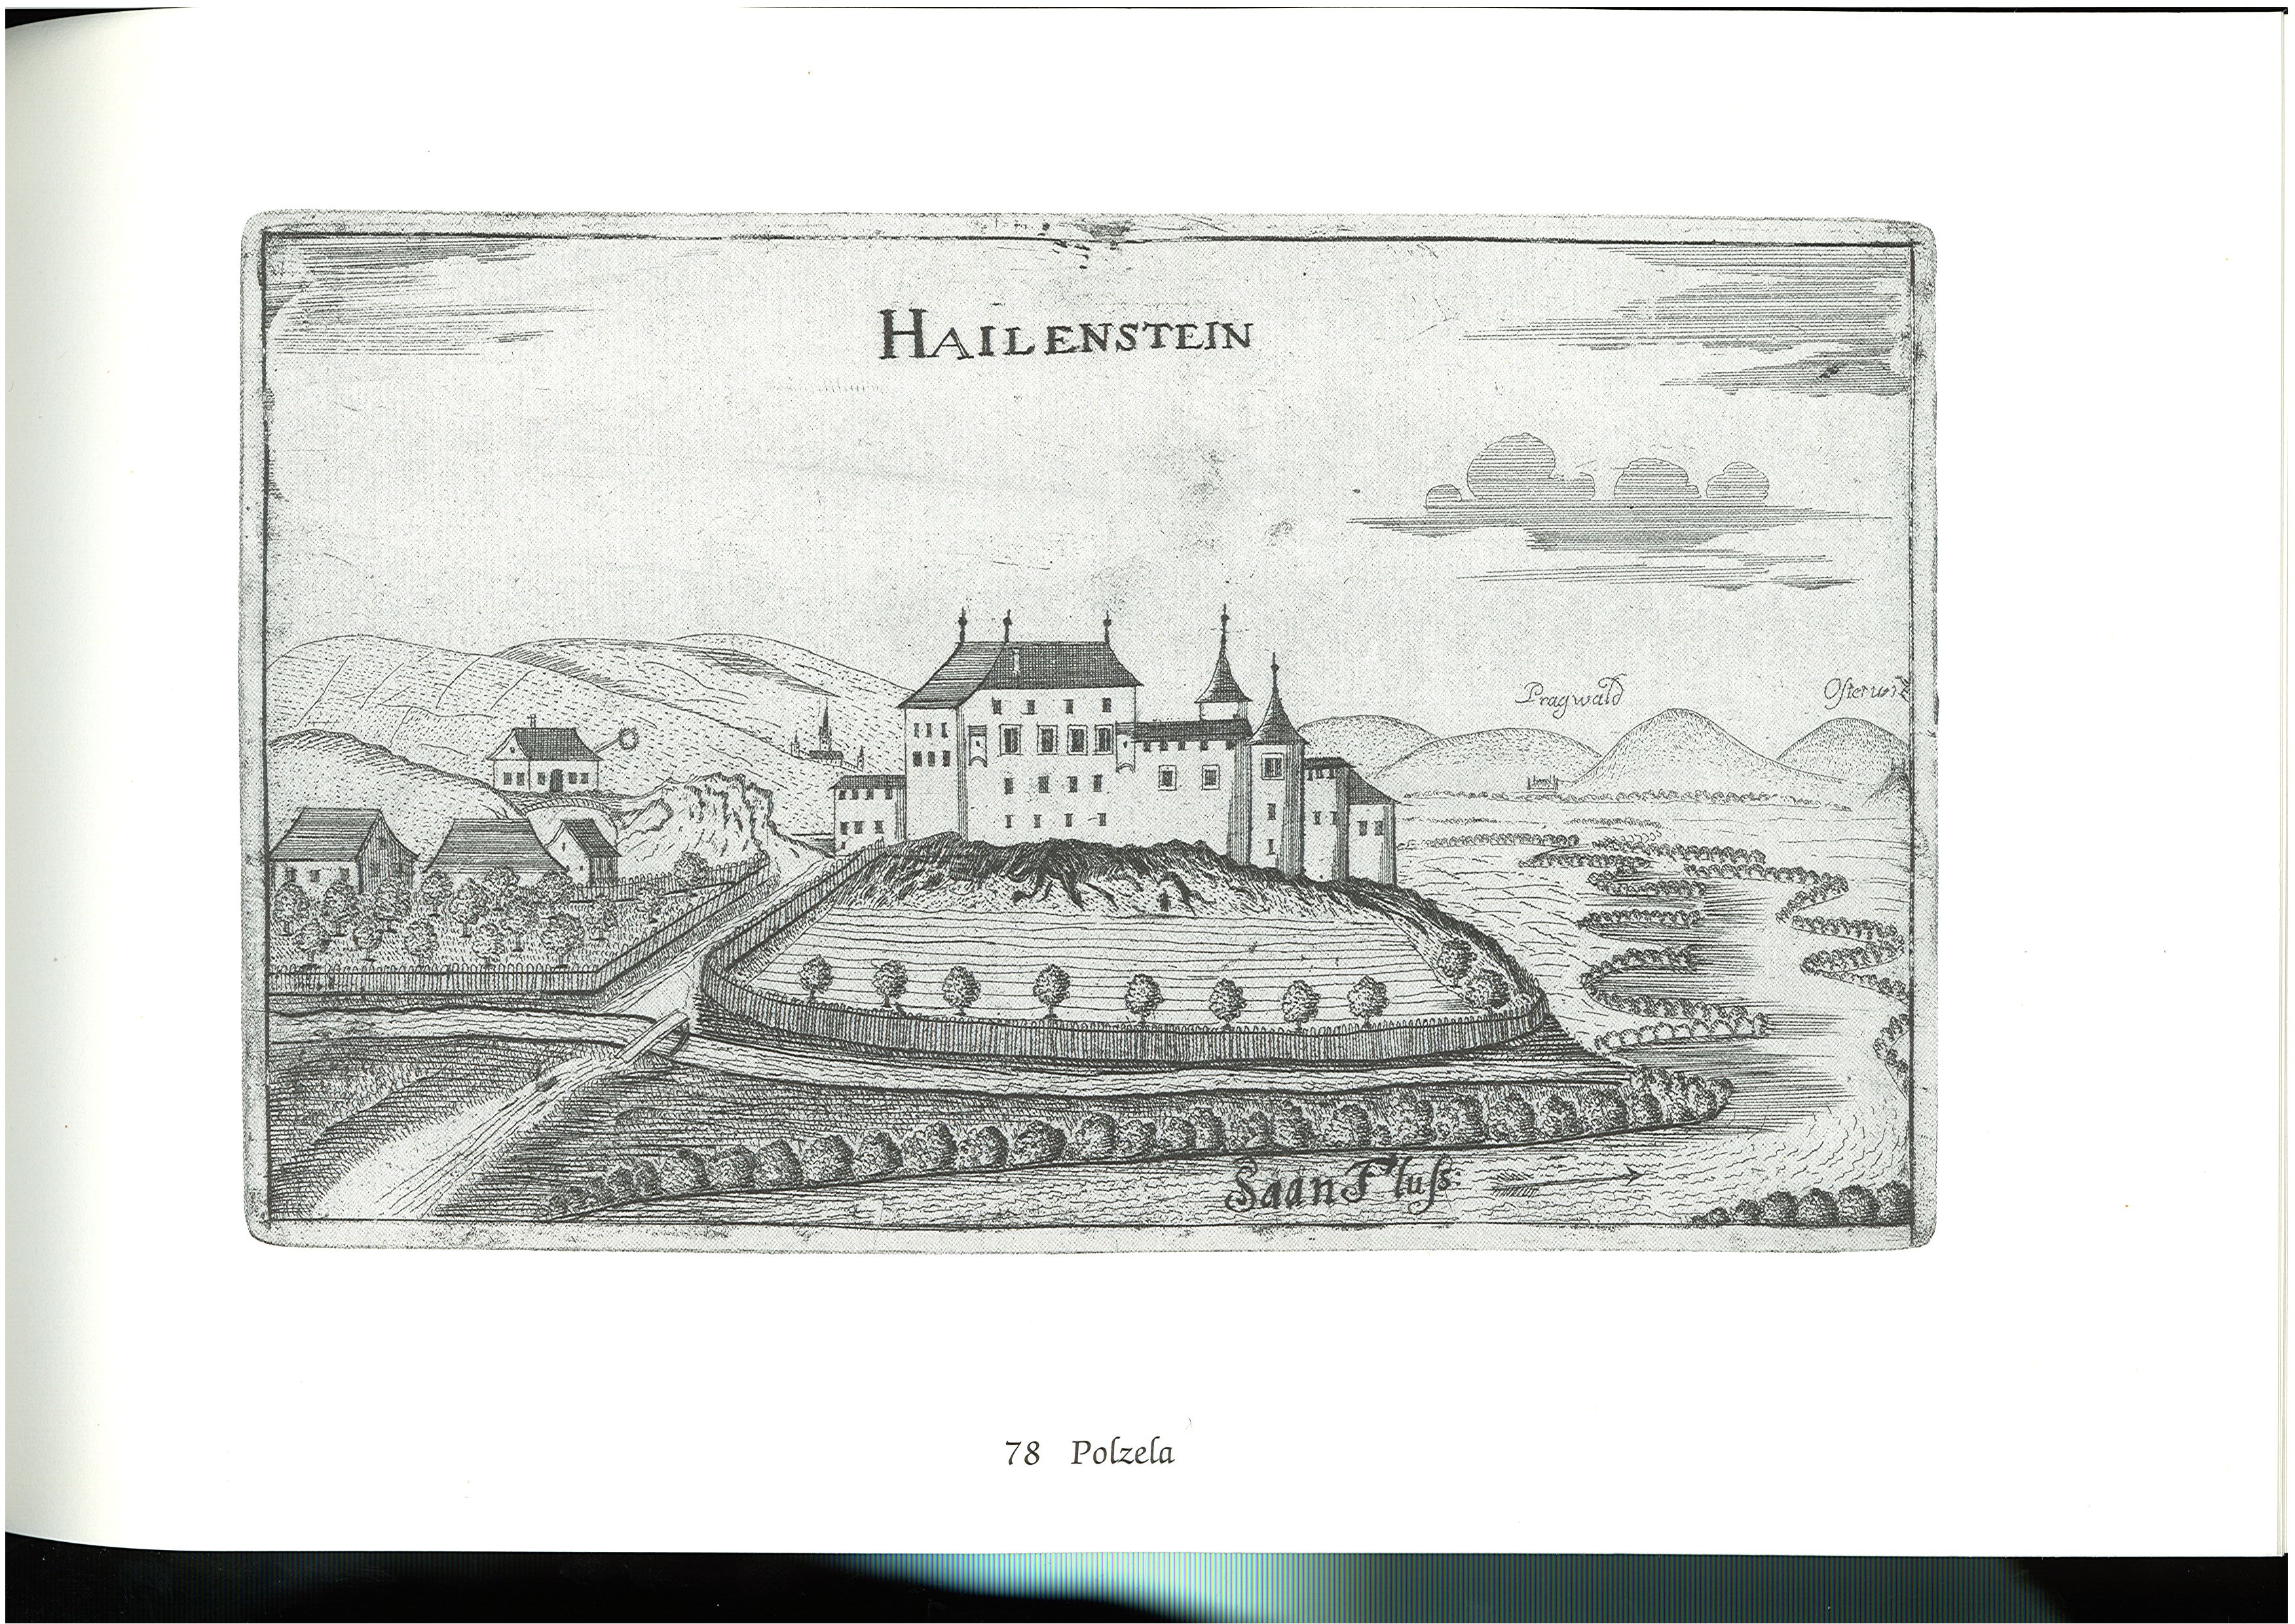 HAILENSTEIN
Pragwald
Osterwiz
Saan Fluſs:
78 Polzela